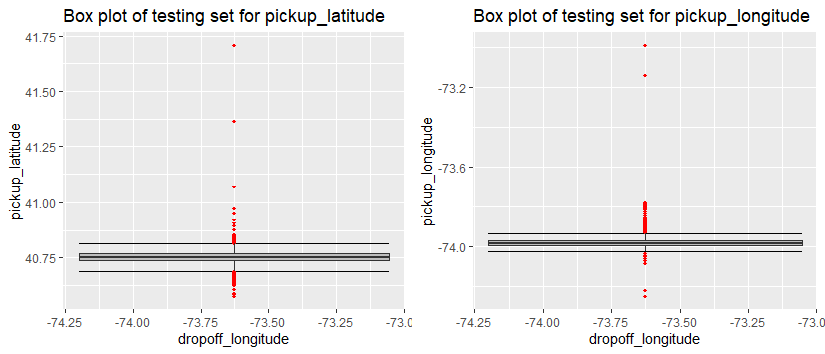 Box plot of testing set for pickup_latitude
41.75
41.50
41.25
41.00
40.75
pickup_latitude
-74.25 -74.00 -73.75 -73.50 -73.25 -73.0
dropoff_longitude
Box plot of testing set for pickup_longitude
-73.2
-73.6
-74.0
pickup_longitude
-74.25 -74.00 -73.75 -73.50 -73.25 -73.0
dropoff_longitude